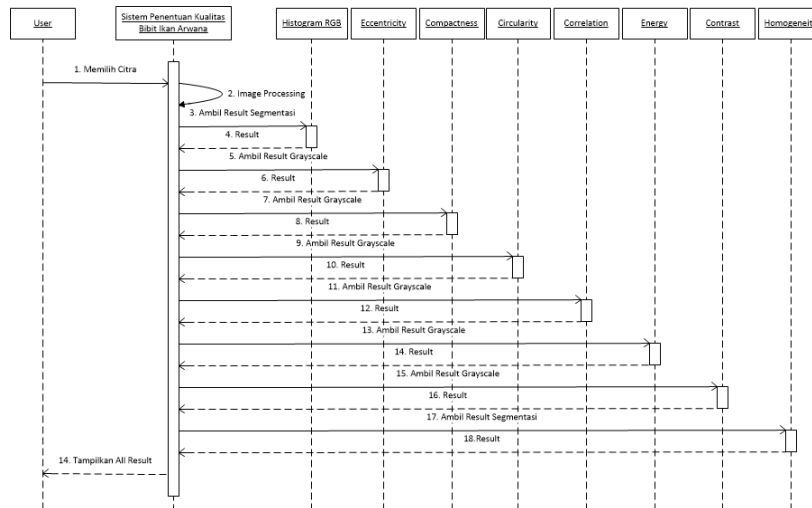 User
Sistem Penentuan Kualitas
Bibit Ikan Arwana
Histogram RGB
Eccentricity
Compactness
Circularity
Correlation
Energy
Contrast
Homogeneit
1. Memilih Citra
2. Image Processing
3. Ambil Result Segmentasi
4. Result
5. Ambil Result Grayscale
6. Result
7. Ambil Result Grayscale
8. Result
9. Ambil Result Grayscale
10. Result
11. Ambil Result Grayscale
12. Result
13. Ambil Result Grayscale
14. Result
15. Ambil Result Grayscale
16. Result
17. Ambil Result Segmentasi
18.Result
14. Tampilkan All Result